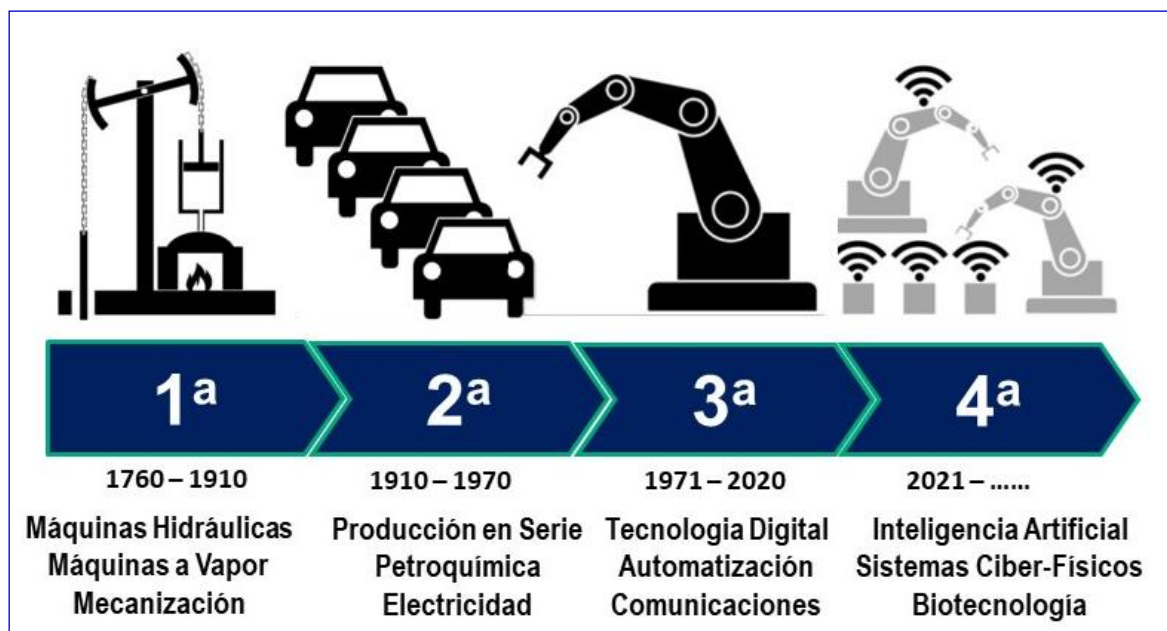 1ª
2ª
3ª
4ª
1760 – 1910
1910 – 1970
1971 – 2020
2021 – ......
Máquinas Hidráulicas
Máquinas a Vapor
Mecanización
Producción en Serie
Petroquímica
Electricidad
Tecnologia Digital
Automatización
Comunicaciones
Inteligencia Artificial
Sistemas Ciber-Físicos
Biotecnología